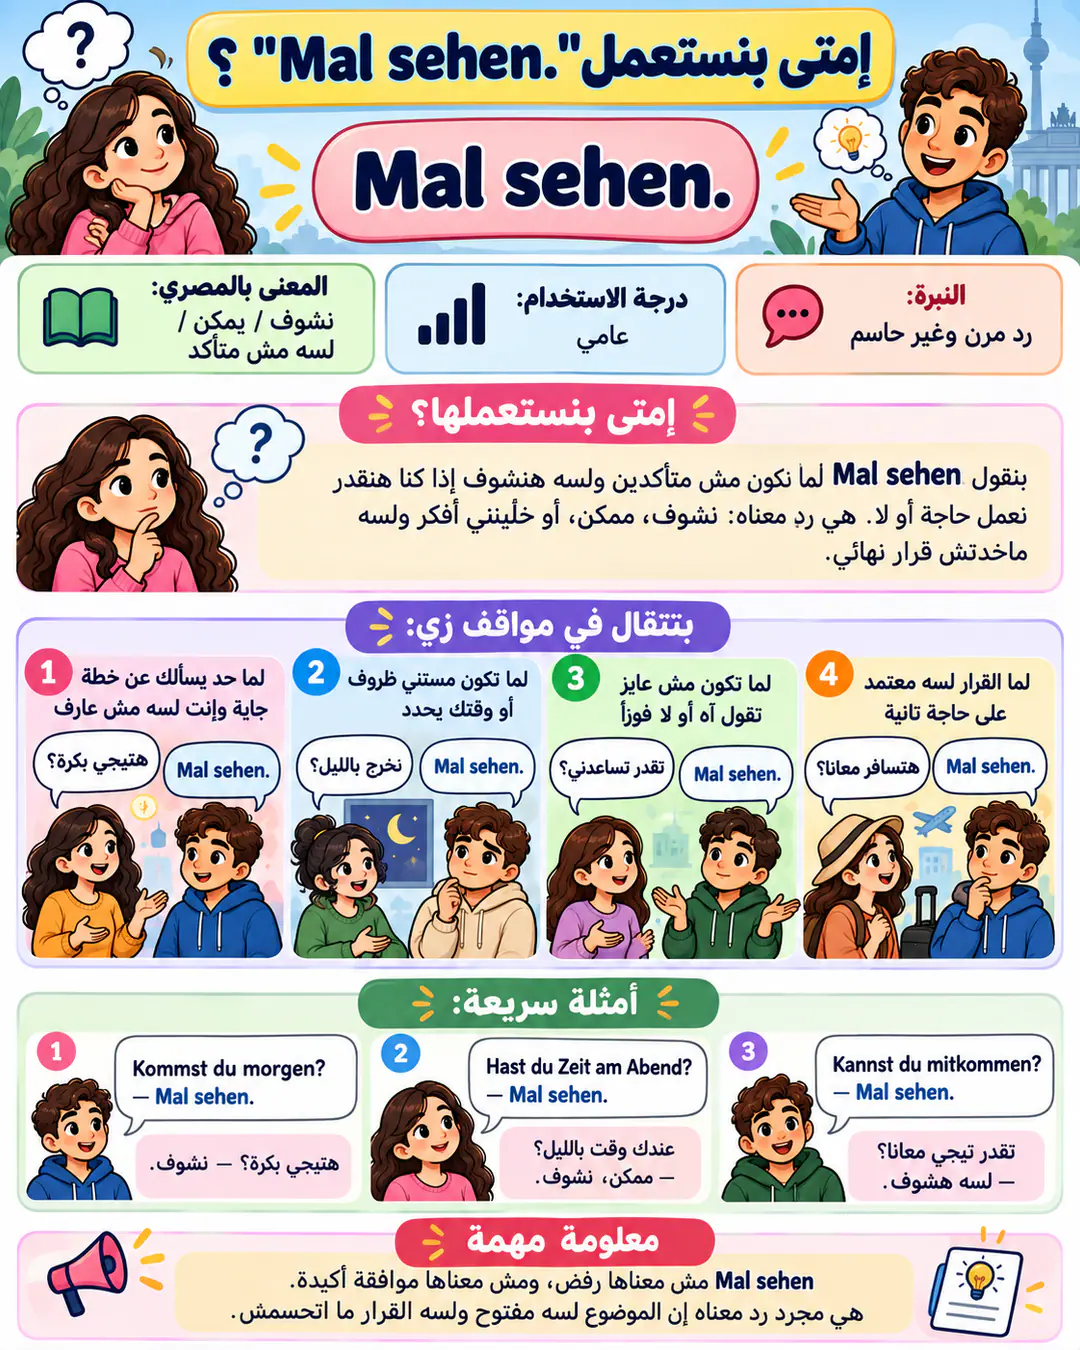 ؟
إمتى بنستعمل "Mal sehen." ؟
Mal sehen.
المعنى بالمصري:
نشوف / يمكن /
لسه مش متأكد
درجة الاستخدام:
عامي
النبرة:
رد مرن وغير حاسم
إمتى بنستعملها؟
?
بنقول Mal sehen لما نكون مش متأكدين ولسه هنشوف إذا كنا هنقدر
نعمل حاجة أو لا. هي رد معناه: نشوف، ممكن، أو خلّينني أفكر ولسه
ماخدتش قرار نهائي.
بتتقال في مواقف زي:
1
لما حد يسألك عن خطة
جاية وإنت لسه مش عارف
هتيجي بكرة؟
Mal sehen.
2
لما تكون مستني ظروف
أو وقتك يحدد
نخرج بالليل؟
Mal sehen.
3
لما تكون مش عايز
تقول آه أو لا فوزأ
تقدر تساعدني؟
Mal sehen.
4
لما القرار لسه معتمد
على حاجة تانية
هتسافر معانا؟
Mal sehen.
أمثلة سريعة:
1
Kommst du morgen?
— Mal sehen.
هتيجي بكرة؟ — نشوف.
2
Hast du Zeit am Abend?
— Mal sehen.
عندك وقت بالليل؟
— ممكن، نشوف.
3
Kannst du mitkommen?
— Mal sehen.
تقدر تيجي معانا؟
— لسه هشوف.
معلومة مهمة
Mal sehen مش معناها رفض، ومش معناها موافقة أكيدة.
هي مجرد رد معناه إن الموضوع لسه مفتوح ولسه القرار ما اتحسمش.